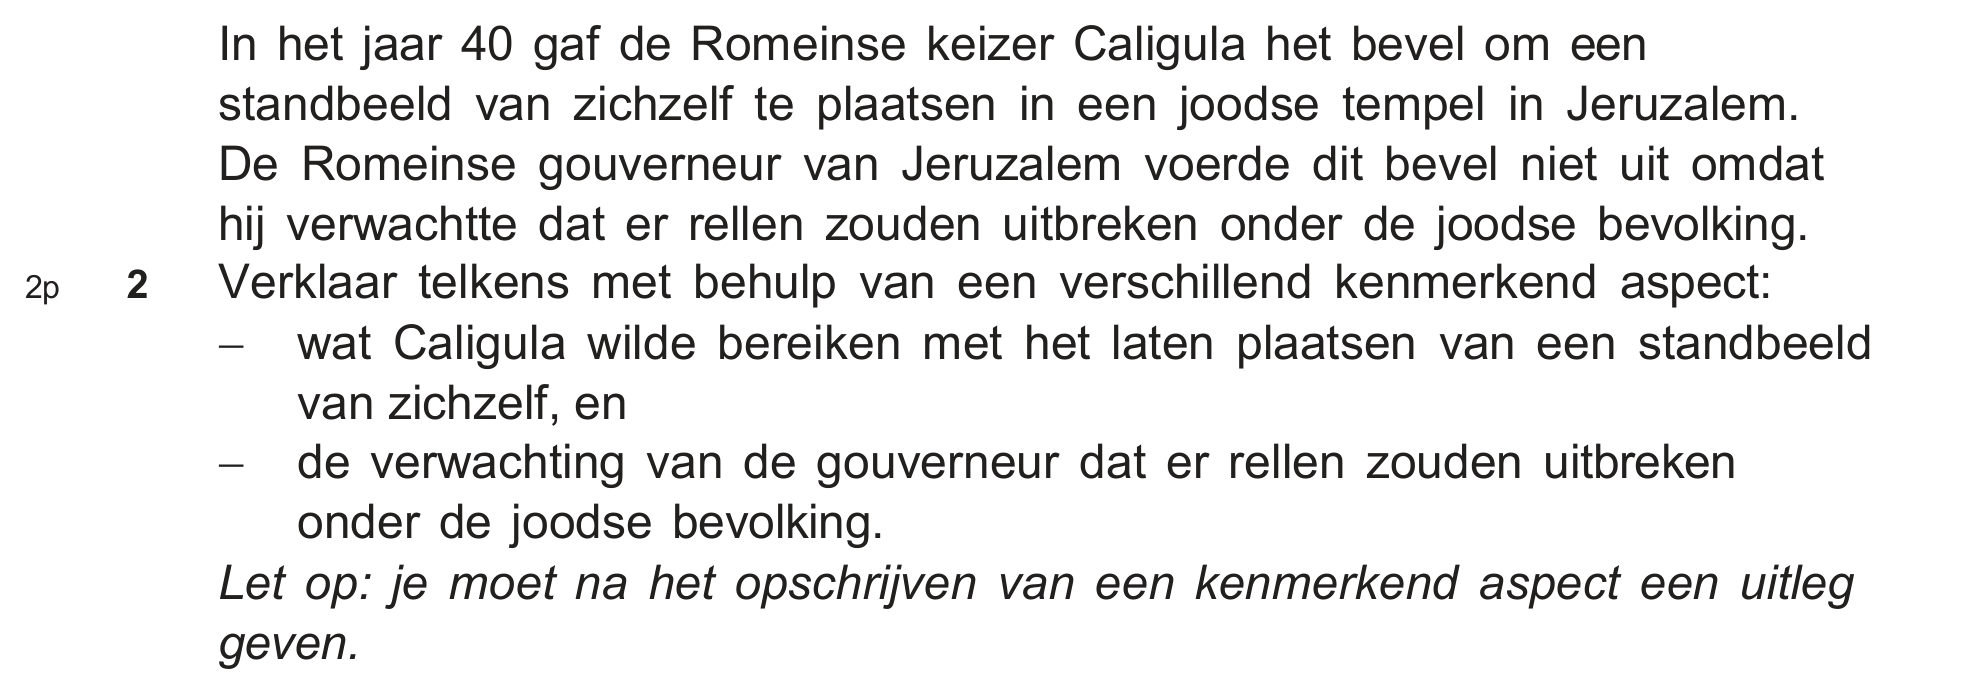 In het jaar 40 gaf de Romeinse keizer Caligula het bevel om een
standbeeld van zichzelf te plaatsen in een joodse tempel in Jeruzalem.
De Romeinse gouverneur van Jeruzalem voerde dit bevel niet uit omdat
hij verwachtte dat er rellen zouden uitbreken onder de joodse bevolking.
2p 2 Verklaar telkens met behulp van een verschillend kenmerkend aspect:
– wat Caligula wilde bereiken met het laten plaatsen van een standbeeld
van zichzelf, en
– de verwachting van de gouverneur dat er rellen zouden uitbreken
onder de joodse bevolking.
Let op: je moet na het opschrijven van een kenmerkend aspect een uitleg
geven.